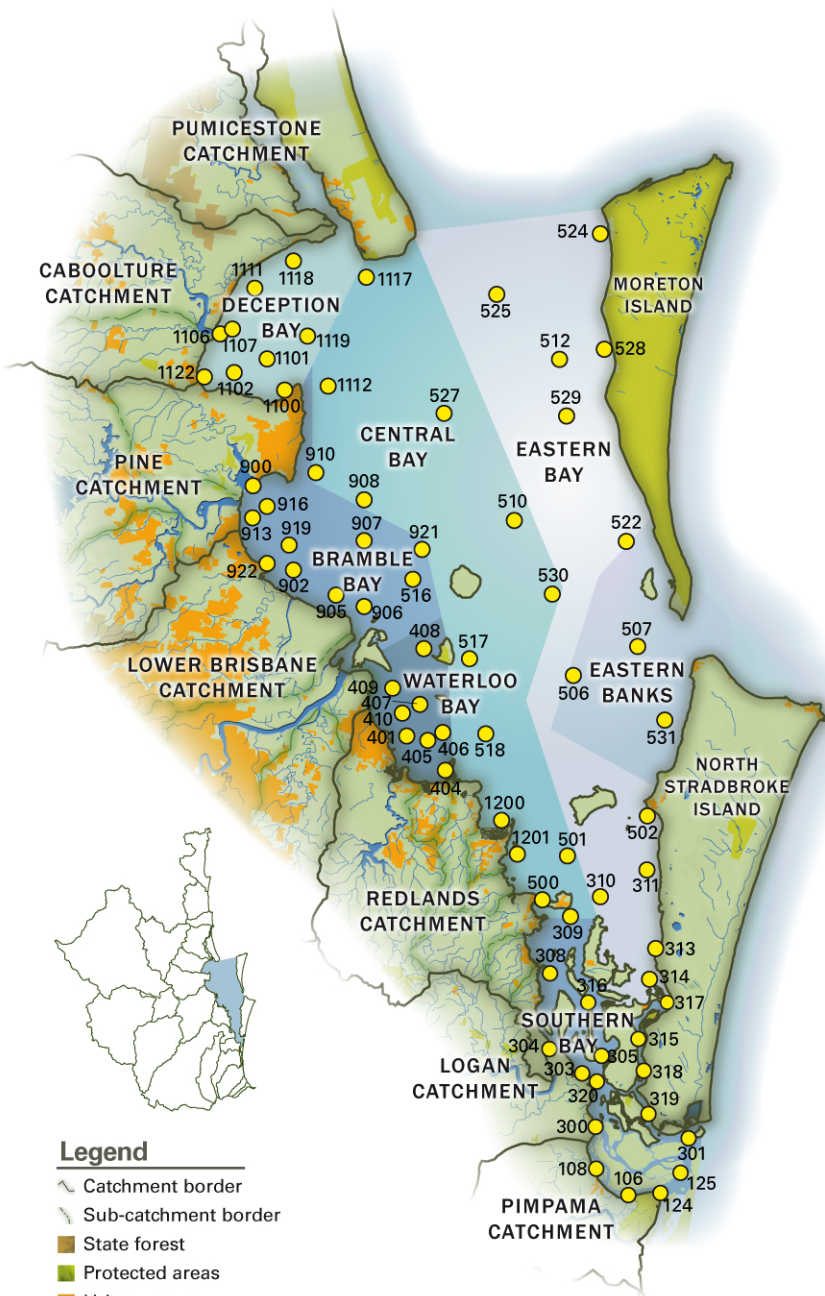 PUMICESTONE
CATCHMENT
524
CABOOLTURE
CATCHMENT
1111
1118
1117
MORETON
ISLAND
525
DECEPTION
BAY
1106
1107
1119
1101
512
528
1122
1102
1100
1112
527
529
CENTRAL
BAY
EASTERN
BAY
PINE
CATCHMENT
900
910
908
916
913
919
907
921
510
522
922
902
BRAMBLE
BAY
516
530
905
906
408
517
507
LOWER BRISBANE
CATCHMENT
409
407
WATERLOO
BAY
506
EASTERN
BANKS
410
401
405
406
518
531
404
NORTH
STRADBROKE
ISLAND
1200
502
1201
501
311
REDLANDS
CATCHMENT
500
310
309
313
308
314
316
317
SOUTHERN
BAY
304
305
315
LOGAN
CATCHMENT
303
320
318
319
300
301
108
106
125
124
PIMPAMA
CATCHMENT
Legend
Catchment border
Sub-catchment border
State forest
Protected areas